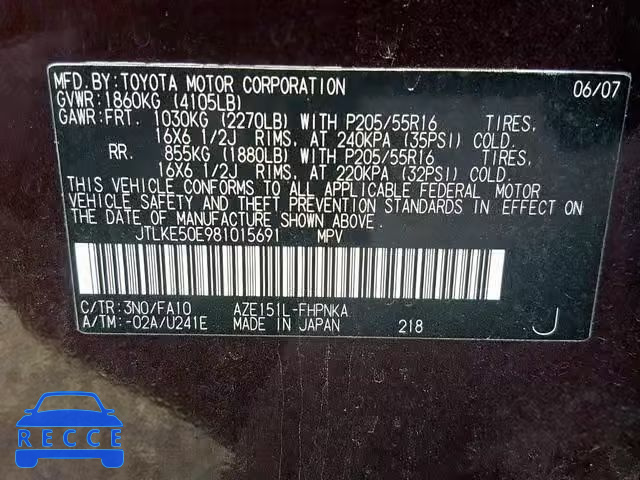 MFD.BY:TOYOTA MOTOR CORPORATION 06/07
GVWR:1860KG (4105LB)
GAWR:FRT. 1030KG (2270LB) WITH P205/55R16 TIRES,
16X6 1/2J RIMS, AT 240KPA (35PSI) COLD.
RR. 855KG (1880LB) WITH P205/55R16 TIRES,
16X6 1/2J RIMS, AT 220KPA (32PSI) COLD.
THIS VEHICLE CONFORMS TO ALL APPLICABLE FEDERAL MOTOR
VEHICLE SAFETY AND THEFT PREVENTION STANDARDS IN EFFECT
ON THE DATE OF MANUFACTURE SHOWN ABOVE.
JTLKE50E981015691 MPV
C/TR:3N0/FA10 AZE151L-FHPNKA
A/TM:-02A/U241E MADE IN JAPAN 218 J
RECCE